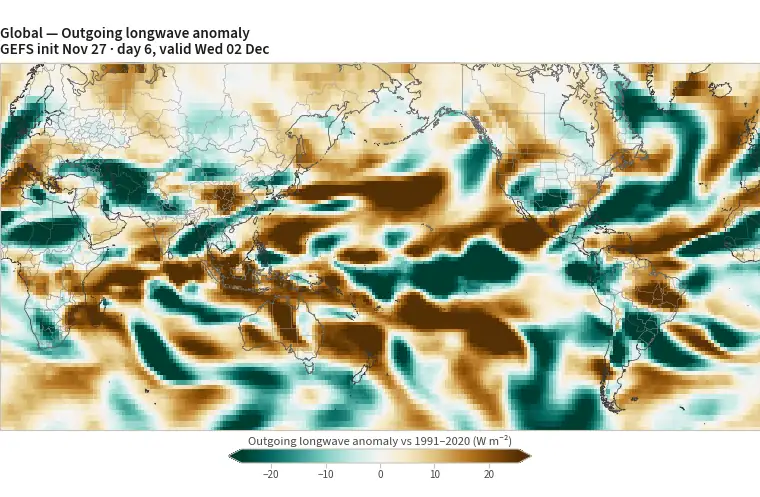 Global — Outgoing longwave anomaly
GEFS init Nov 27 · day 6, valid Wed 02 Dec
Outgoing longwave anomaly vs 1991–2020 (W m⁻²)
−20 −10 0 10 20